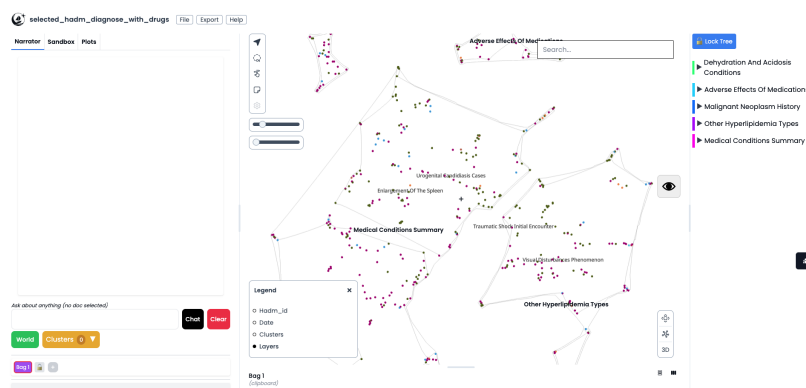 selected_hadm_diagnose_with_drugs
File
Export
Help
Narrator
Sandbox
Plots
Adverse Effects Of Medications
Search...
Lock Tree
Dehydration And Acidosis
Conditions
Adverse Effects Of Medication
Malignant Neoplasm History
Other Hyperlipidemia Types
Medical Conditions Summary
Urogenital Candidiasis Cases
Enlargement Of The Spleen
Medical Conditions Summary
Traumatic Shock Initial Encounter
Visual Disturbances Phenomenon
Other Hyperlipidemia Types
Legend
Hadm_id
Date
Clusters
Layers
Ask about anything (no doc selected)
Chat
Clear
World
Clusters 0
Bag 1
3D
Bag 1
(clipboard)